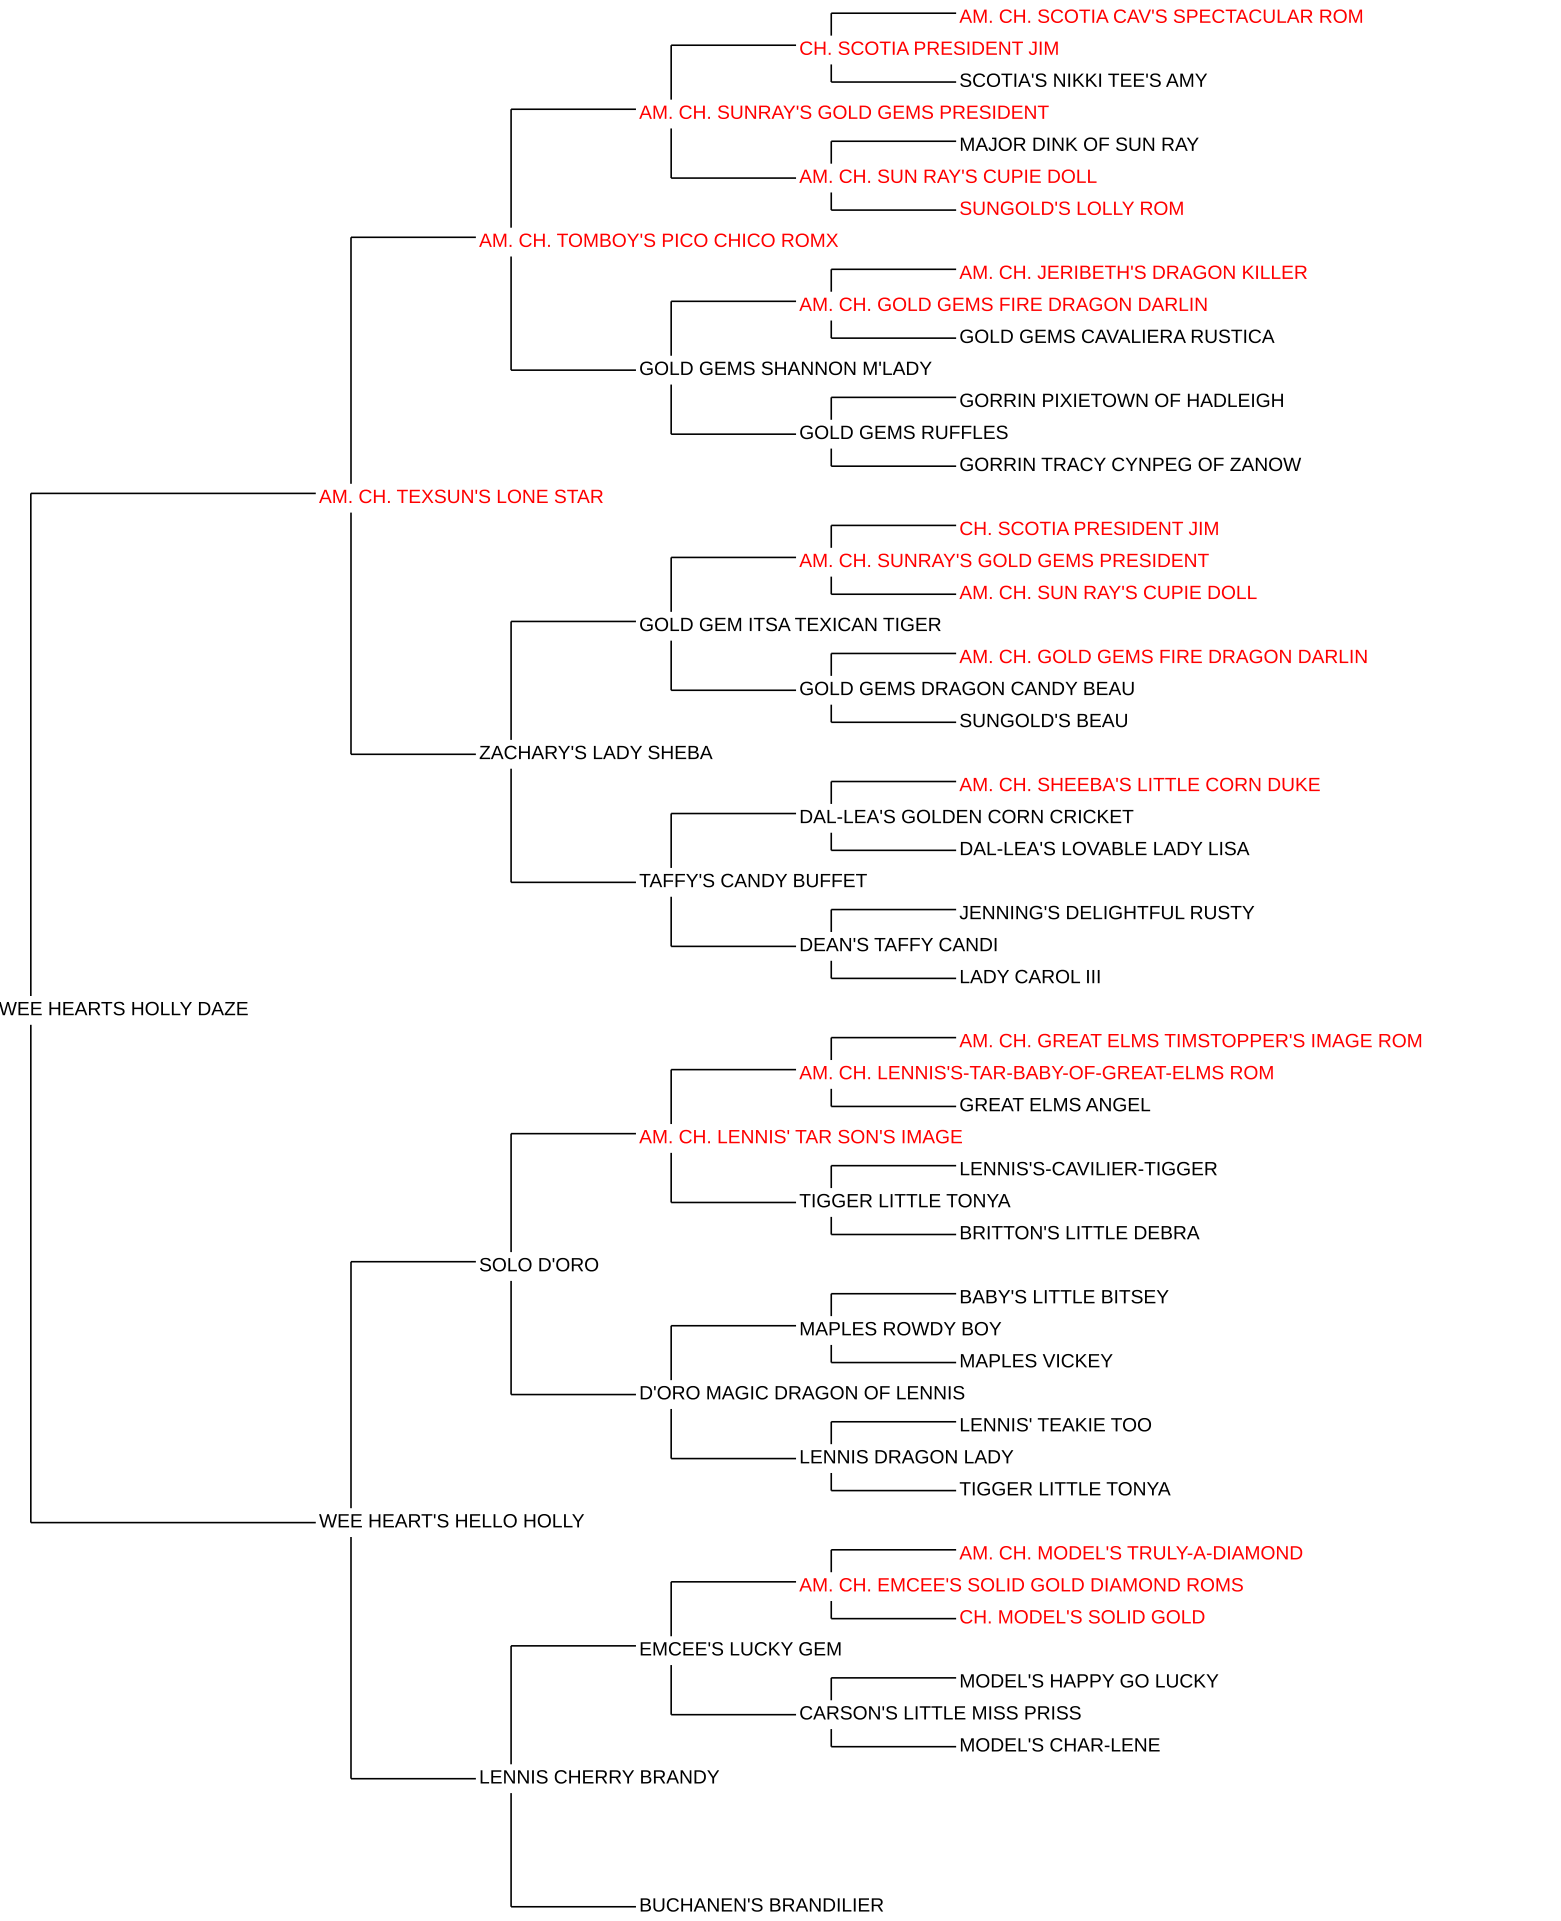 AM. CH. SCOTIA CAV'S SPECTACULAR ROM
CH. SCOTIA PRESIDENT JIM
SCOTIA'S NIKKI TEE'S AMY
AM. CH. SUNRAY'S GOLD GEMS PRESIDENT
MAJOR DINK OF SUN RAY
AM. CH. SUN RAY'S CUPIE DOLL
SUNGOLD'S LOLLY ROM
AM. CH. TOMBOY'S PICO CHICO ROMX
AM. CH. JERIBETH'S DRAGON KILLER
AM. CH. GOLD GEMS FIRE DRAGON DARLIN
GOLD GEMS CAVALIERA RUSTICA
GOLD GEMS SHANNON M'LADY
GORRIN PIXIETOWN OF HADLEIGH
GOLD GEMS RUFFLES
GORRIN TRACY CYNPEG OF ZANOW
AM. CH. TEXSUN'S LONE STAR
CH. SCOTIA PRESIDENT JIM
AM. CH. SUNRAY'S GOLD GEMS PRESIDENT
AM. CH. SUN RAY'S CUPIE DOLL
GOLD GEM ITSA TEXICAN TIGER
AM. CH. GOLD GEMS FIRE DRAGON DARLIN
GOLD GEMS DRAGON CANDY BEAU
SUNGOLD'S BEAU
ZACHARY'S LADY SHEBA
AM. CH. SHEEBA'S LITTLE CORN DUKE
DAL-LEA'S GOLDEN CORN CRICKET
DAL-LEA'S LOVABLE LADY LISA
TAFFY'S CANDY BUFFET
JENNING'S DELIGHTFUL RUSTY
DEAN'S TAFFY CANDI
LADY CAROL III
WEE HEARTS HOLLY DAZE
AM. CH. GREAT ELMS TIMSTOPPER'S IMAGE ROM
AM. CH. LENNIS'S-TAR-BABY-OF-GREAT-ELMS ROM
GREAT ELMS ANGEL
AM. CH. LENNIS' TAR SON'S IMAGE
LENNIS'S-CAVILIER-TIGGER
TIGGER LITTLE TONYA
BRITTON'S LITTLE DEBRA
SOLO D'ORO
BABY'S LITTLE BITSEY
MAPLES ROWDY BOY
MAPLES VICKEY
D'ORO MAGIC DRAGON OF LENNIS
LENNIS' TEAKIE TOO
LENNIS DRAGON LADY
TIGGER LITTLE TONYA
WEE HEART'S HELLO HOLLY
AM. CH. MODEL'S TRULY-A-DIAMOND
AM. CH. EMCEE'S SOLID GOLD DIAMOND ROMS
CH. MODEL'S SOLID GOLD
EMCEE'S LUCKY GEM
MODEL'S HAPPY GO LUCKY
CARSON'S LITTLE MISS PRISS
MODEL'S CHAR-LENE
LENNIS CHERRY BRANDY
BUCHANEN'S BRANDILIER